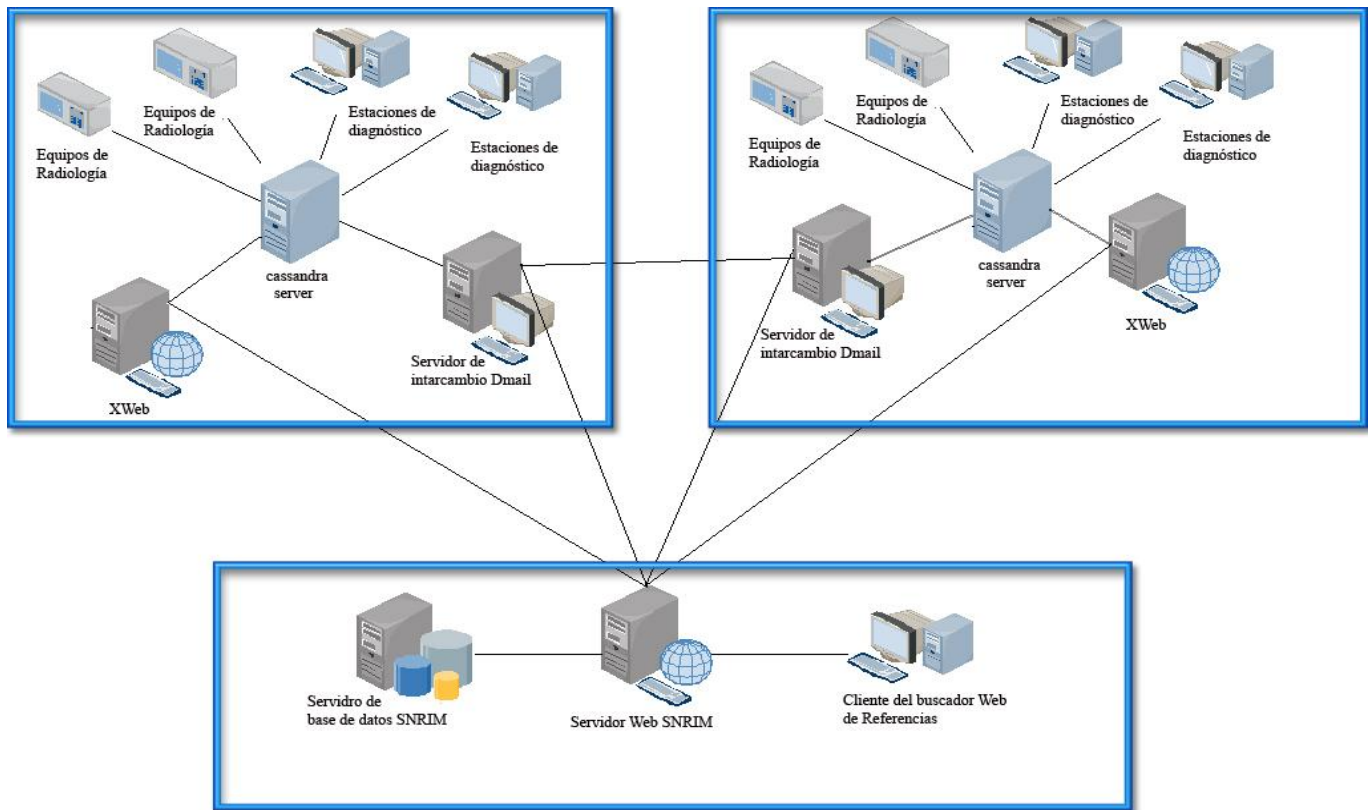 Equipos de
Radiología
Equipos de
Radiología
Estaciones de
diagnóstico
Estaciones de
diagnóstico
cassandra
server
Servidor de
intarcambio Dmail
XWeb
Equipos de
Radiología
Equipos de
Radiología
Estaciones de
diagnóstico
Estaciones de
diagnóstico
cassandra
server
Servidor de
intarcambio Dmail
XWeb
Servidro de
base de datos SNRIM
Servidor Web SNRIM
Cliente del buscador Web
de Referencias